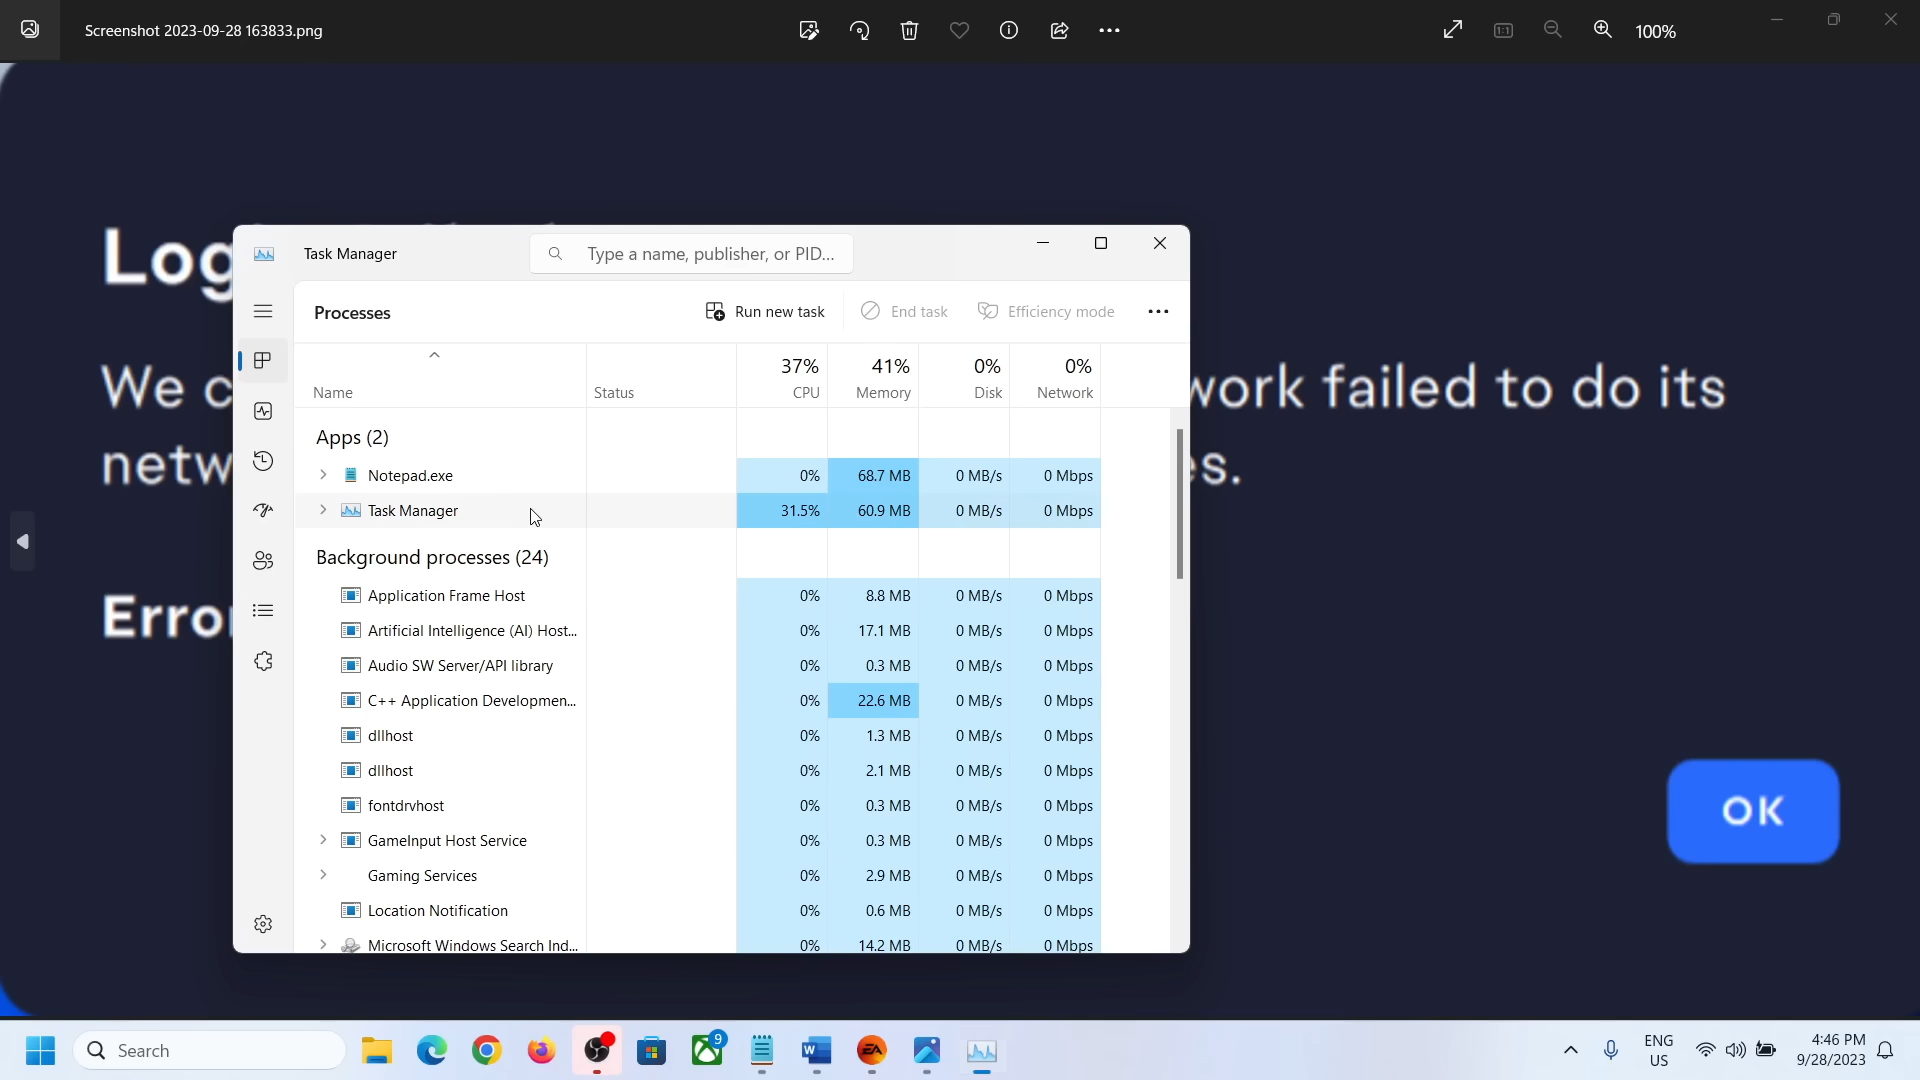 Screenshot 2023-09-28 163833.png
1:1
100%
Log
We c
work failed to do its
netw
s.
Erro
OK
Task Manager
Type a name, publisher, or PID...
Processes
Run new task
End task
Efficiency mode
37% 41% 0% 0%
Name Status CPU Memory Disk Network
Apps (2)
Notepad.exe 0% 68.7 MB 0 MB/s 0 Mbps
Task Manager 31.5% 60.9 MB 0 MB/s 0 Mbps
Background processes (24)
Application Frame Host 0% 8.8 MB 0 MB/s 0 Mbps
Artificial Intelligence (AI) Host... 0% 17.1 MB 0 MB/s 0 Mbps
Audio SW Server/API library 0% 0.3 MB 0 MB/s 0 Mbps
C++ Application Developmen... 0% 22.6 MB 0 MB/s 0 Mbps
dllhost 0% 1.3 MB 0 MB/s 0 Mbps
dllhost 0% 2.1 MB 0 MB/s 0 Mbps
fontdrvhost 0% 0.3 MB 0 MB/s 0 Mbps
GameInput Host Service 0% 0.3 MB 0 MB/s 0 Mbps
Gaming Services 0% 2.9 MB 0 MB/s 0 Mbps
Location Notification 0% 0.6 MB 0 MB/s 0 Mbps
Microsoft Windows Search Ind... 0% 14.2 MB 0 MB/s 0 Mbps
Search
9
W
EA
ENG
US
4:46 PM
9/28/2023